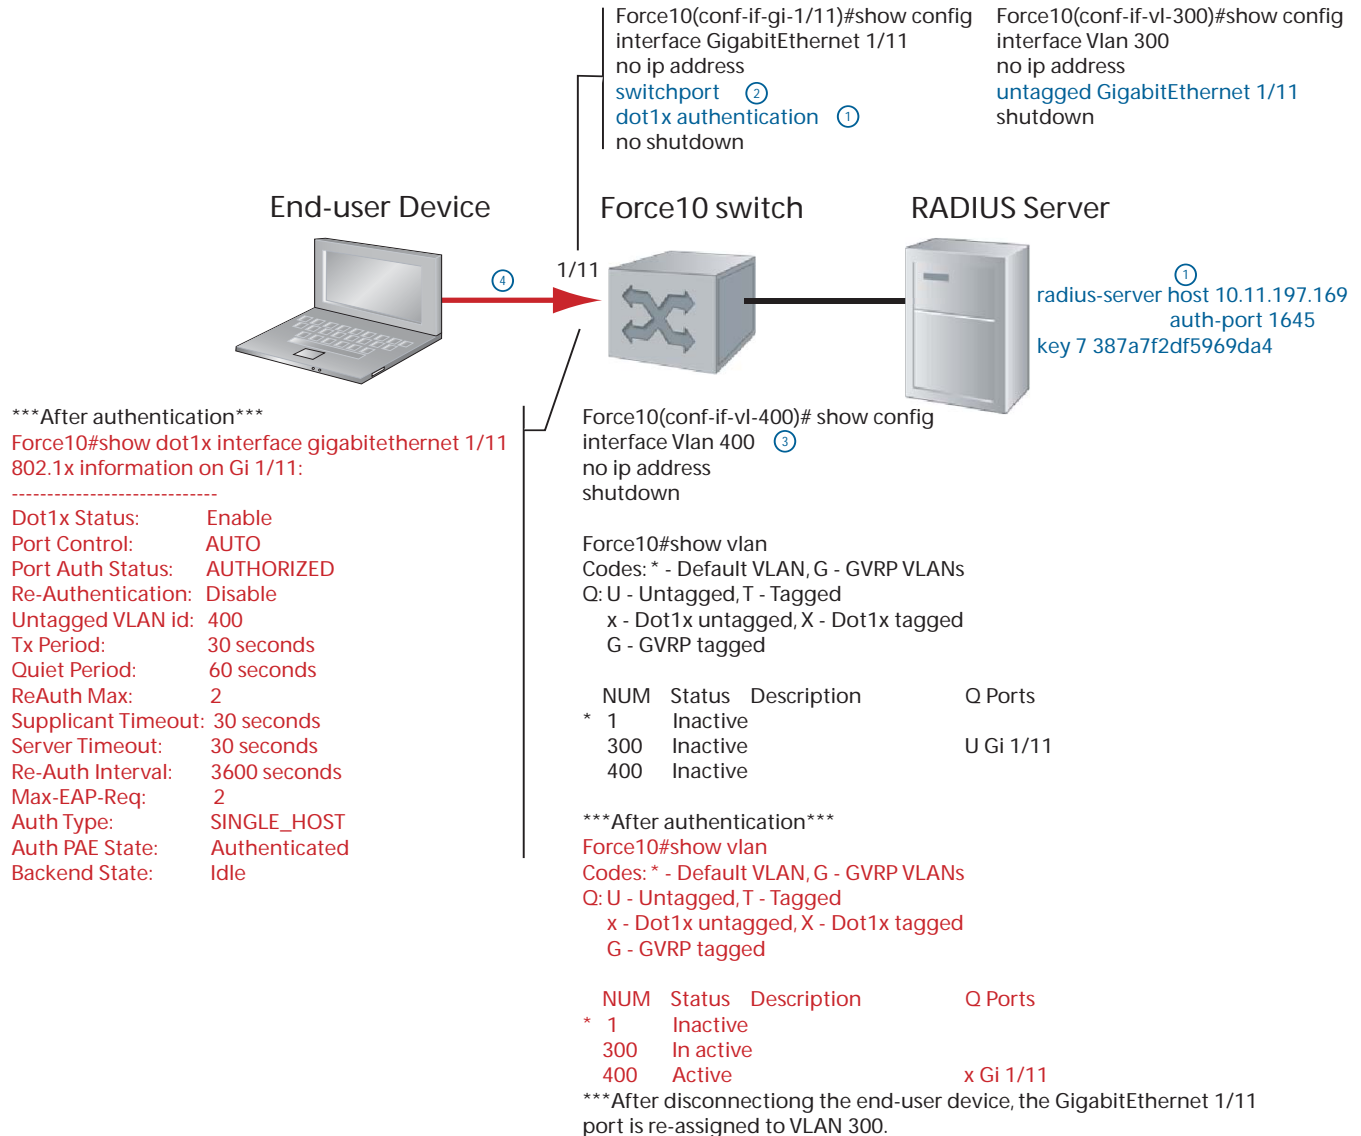 Force10(conf-if-gi-1/11)#show config
interface GigabitEthernet 1/11
no ip address
switchport 2
dot1x authentication 1
no shutdown
Force10(conf-if-vl-300)#show config
interface Vlan 300
no ip address
untagged GigabitEthernet 1/11
shutdown
End-user Device
Force10 switch
RADIUS Server
4
1/11
1
radius-server host 10.11.197.169
auth-port 1645
key 7 387a7f2df5969da4
***After authentication***
Force10#show dot1x interface gigabitethernet 1/11
802.1x information on Gi 1/11:
-----------------------------
Dot1x Status: Enable
Port Control: AUTO
Port Auth Status: AUTHORIZED
Re-Authentication: Disable
Untagged VLAN id: 400
Tx Period: 30 seconds
Quiet Period: 60 seconds
ReAuth Max: 2
Supplicant Timeout: 30 seconds
Server Timeout: 30 seconds
Re-Auth Interval: 3600 seconds
Max-EAP-Req: 2
Auth Type: SINGLE_HOST
Auth PAE State: Authenticated
Backend State: Idle
Force10(conf-if-vl-400)# show config
interface Vlan 400 3
no ip address
shutdown
Force10#show vlan
Codes: * - Default VLAN, G - GVRP VLANs
Q: U - Untagged, T - Tagged
x - Dot1x untagged, X - Dot1x tagged
G - GVRP tagged
NUM Status Description Q Ports
* 1 Inactive
300 Inactive U Gi 1/11
400 Inactive
***After authentication***
Force10#show vlan
Codes: * - Default VLAN, G - GVRP VLANs
Q: U - Untagged, T - Tagged
x - Dot1x untagged, X - Dot1x tagged
G - GVRP tagged
NUM Status Description Q Ports
* 1 Inactive
300 In active
400 Active x Gi 1/11
***After disconnectiong the end-user device, the GigabitEthernet 1/11
port is re-assigned to VLAN 300.